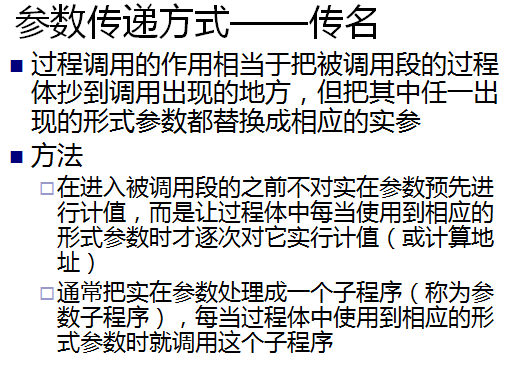 参数传递方式——传名
过程调用的作用相当于把被调用段的过程
体抄到调用出现的地方，但把其中任一出
现的形式参数都替换成相应的实参
方法
在进入被调用段的之前不对实在参数预先进
行计值，而是让过程体中每当使用到相应的
形式参数时才逐次对它实行计值（或计算地
址）
通常把实在参数处理成一个子程序（称为参
数子程序），每当过程体中使用到相应的形
式参数时就调用这个子程序